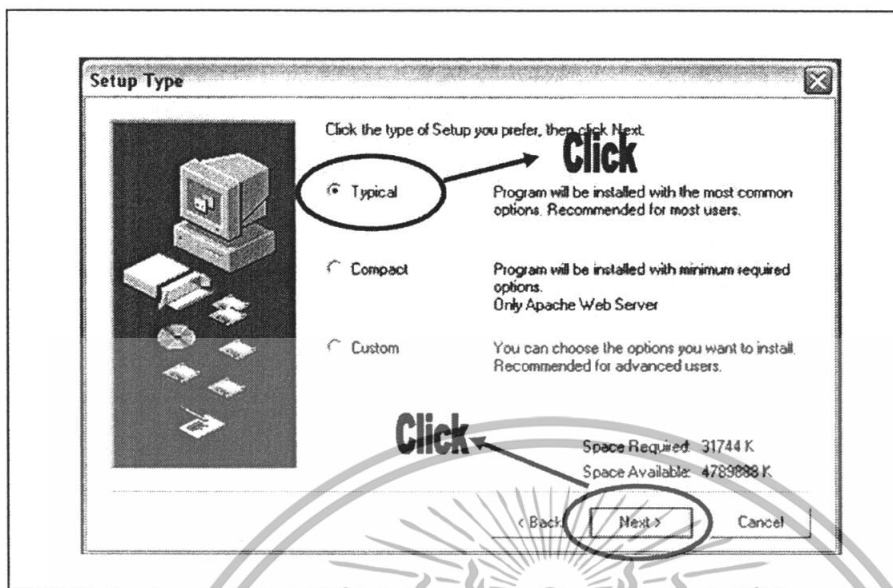 Setup Type
Click the type of Setup you prefer, then click Next.
Click
Typical
Program will be installed with the most common
options. Recommended for most users.
Compact
Program will be installed with minimum required
options.
Only Apache Web Server
Custom
You can choose the options you want to install.
Recommended for advanced users.
Click
Space Required: 31744 K
Space Available: 4789888 K
< Back
Next >
Cancel